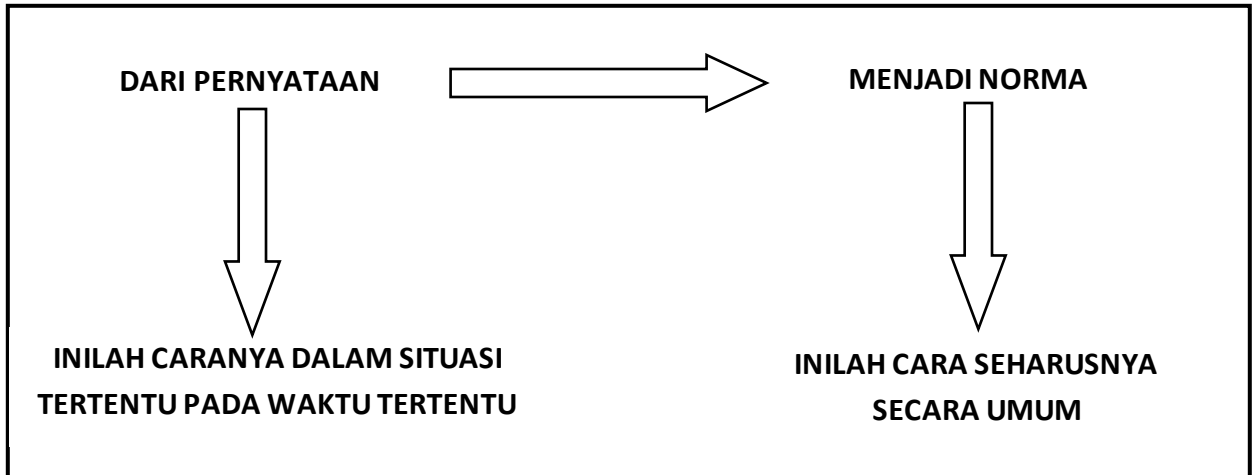 DARI PERNYATAAN
MENJADI NORMA
INILAH CARANYA DALAM SITUASI
TERTENTU PADA WAKTU TERTENTU
INILAH CARA SEHARUSNYA
SECARA UMUM